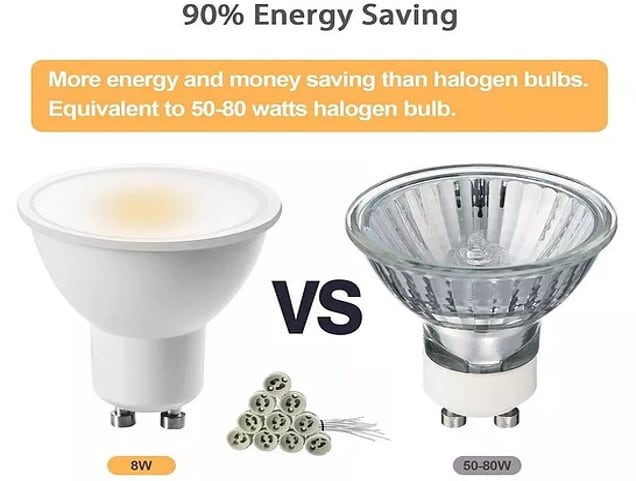 90% Energy Saving
More energy and money saving than halogen bulbs.
Equivalent to 50-80 watts halogen bulb.
VS
8W
50-80W